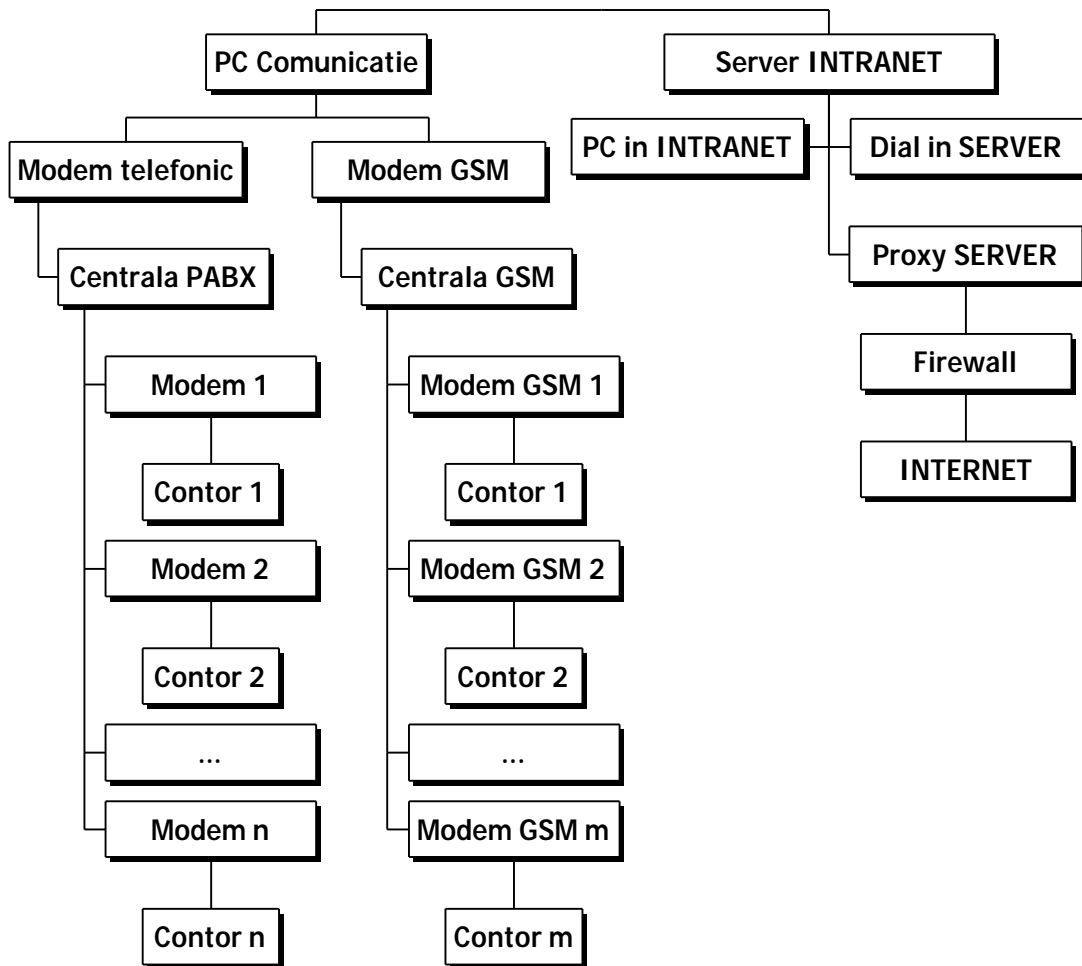 PC Comunicatie
Server INTRANET
PC in INTRANET
Dial in SERVER
Modem telefonic
Modem GSM
Proxy SERVER
Centrala PABX
Centrala GSM
Firewall
Modem 1
Modem GSM 1
INTERNET
Contor 1
Contor 1
Modem 2
Modem GSM 2
Contor 2
Contor 2
...
...
Modem n
Modem GSM m
Contor n
Contor m